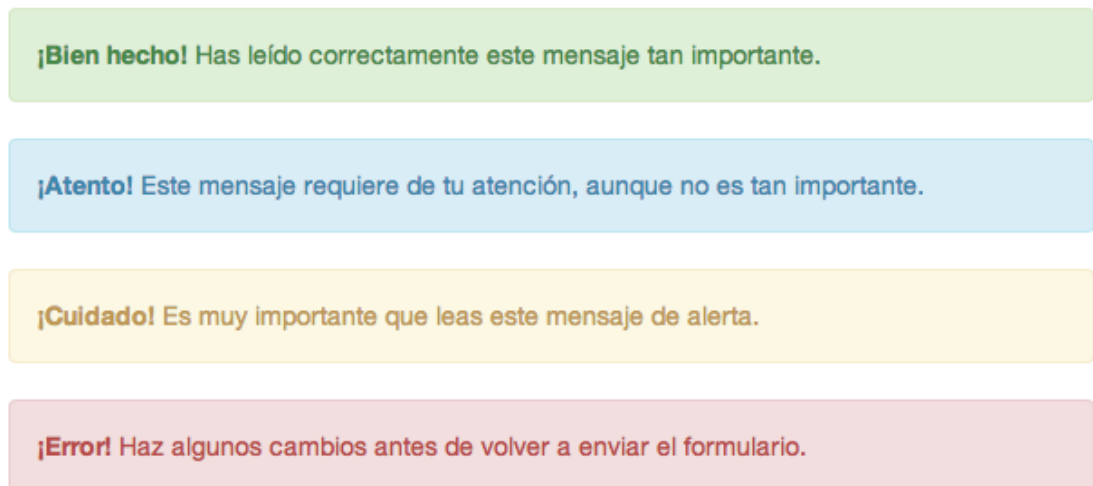 ¡Bien hecho! Has leído correctamente este mensaje tan importante.
¡Atento! Este mensaje requiere de tu atención, aunque no es tan importante.
¡Cuidado! Es muy importante que leas este mensaje de alerta.
¡Error! Haz algunos cambios antes de volver a enviar el formulario.